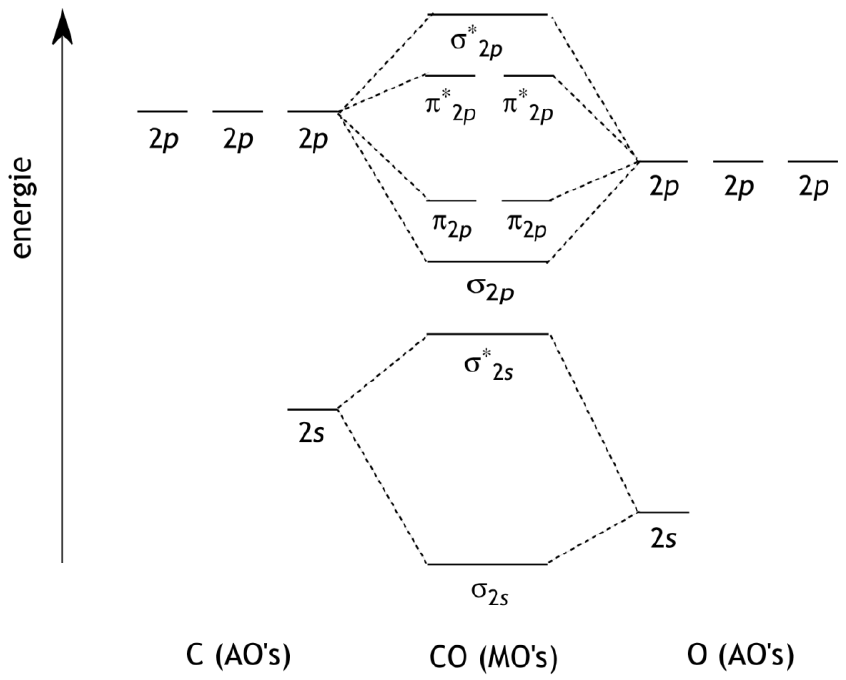 σ*2p
π*2p π*2p
2p 2p 2p
2p 2p 2p
π2p π2p
energie
σ2p
σ*2s
2s
2s
σ2s
C (AO's) CO (MO's) O (AO's)